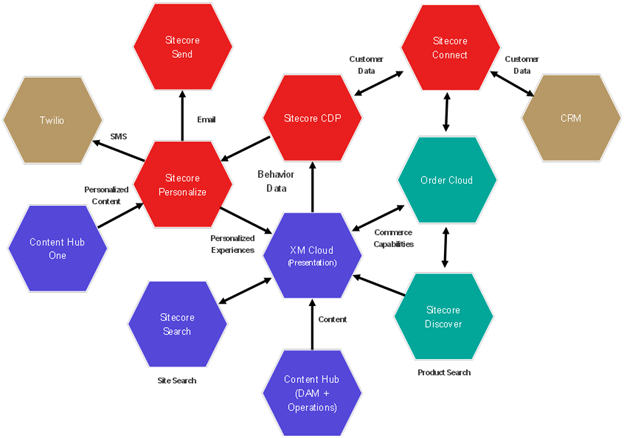 Sitecore
Send
Sitecore
Connect
Customer
Data
Customer
Data
Twilio
SMS
Email
Sitecore CDP
CRM
Sitecore
Personalize
Behavior
Data
Order Cloud
Personalized
Content
Content Hub
One
Personalized
Experiences
XM Cloud
(Presentation)
Commerce
Capabilities
Sitecore
Search
Content
Sitecore
Discover
Site Search
Product Search
Content Hub
(DAM +
Operations)